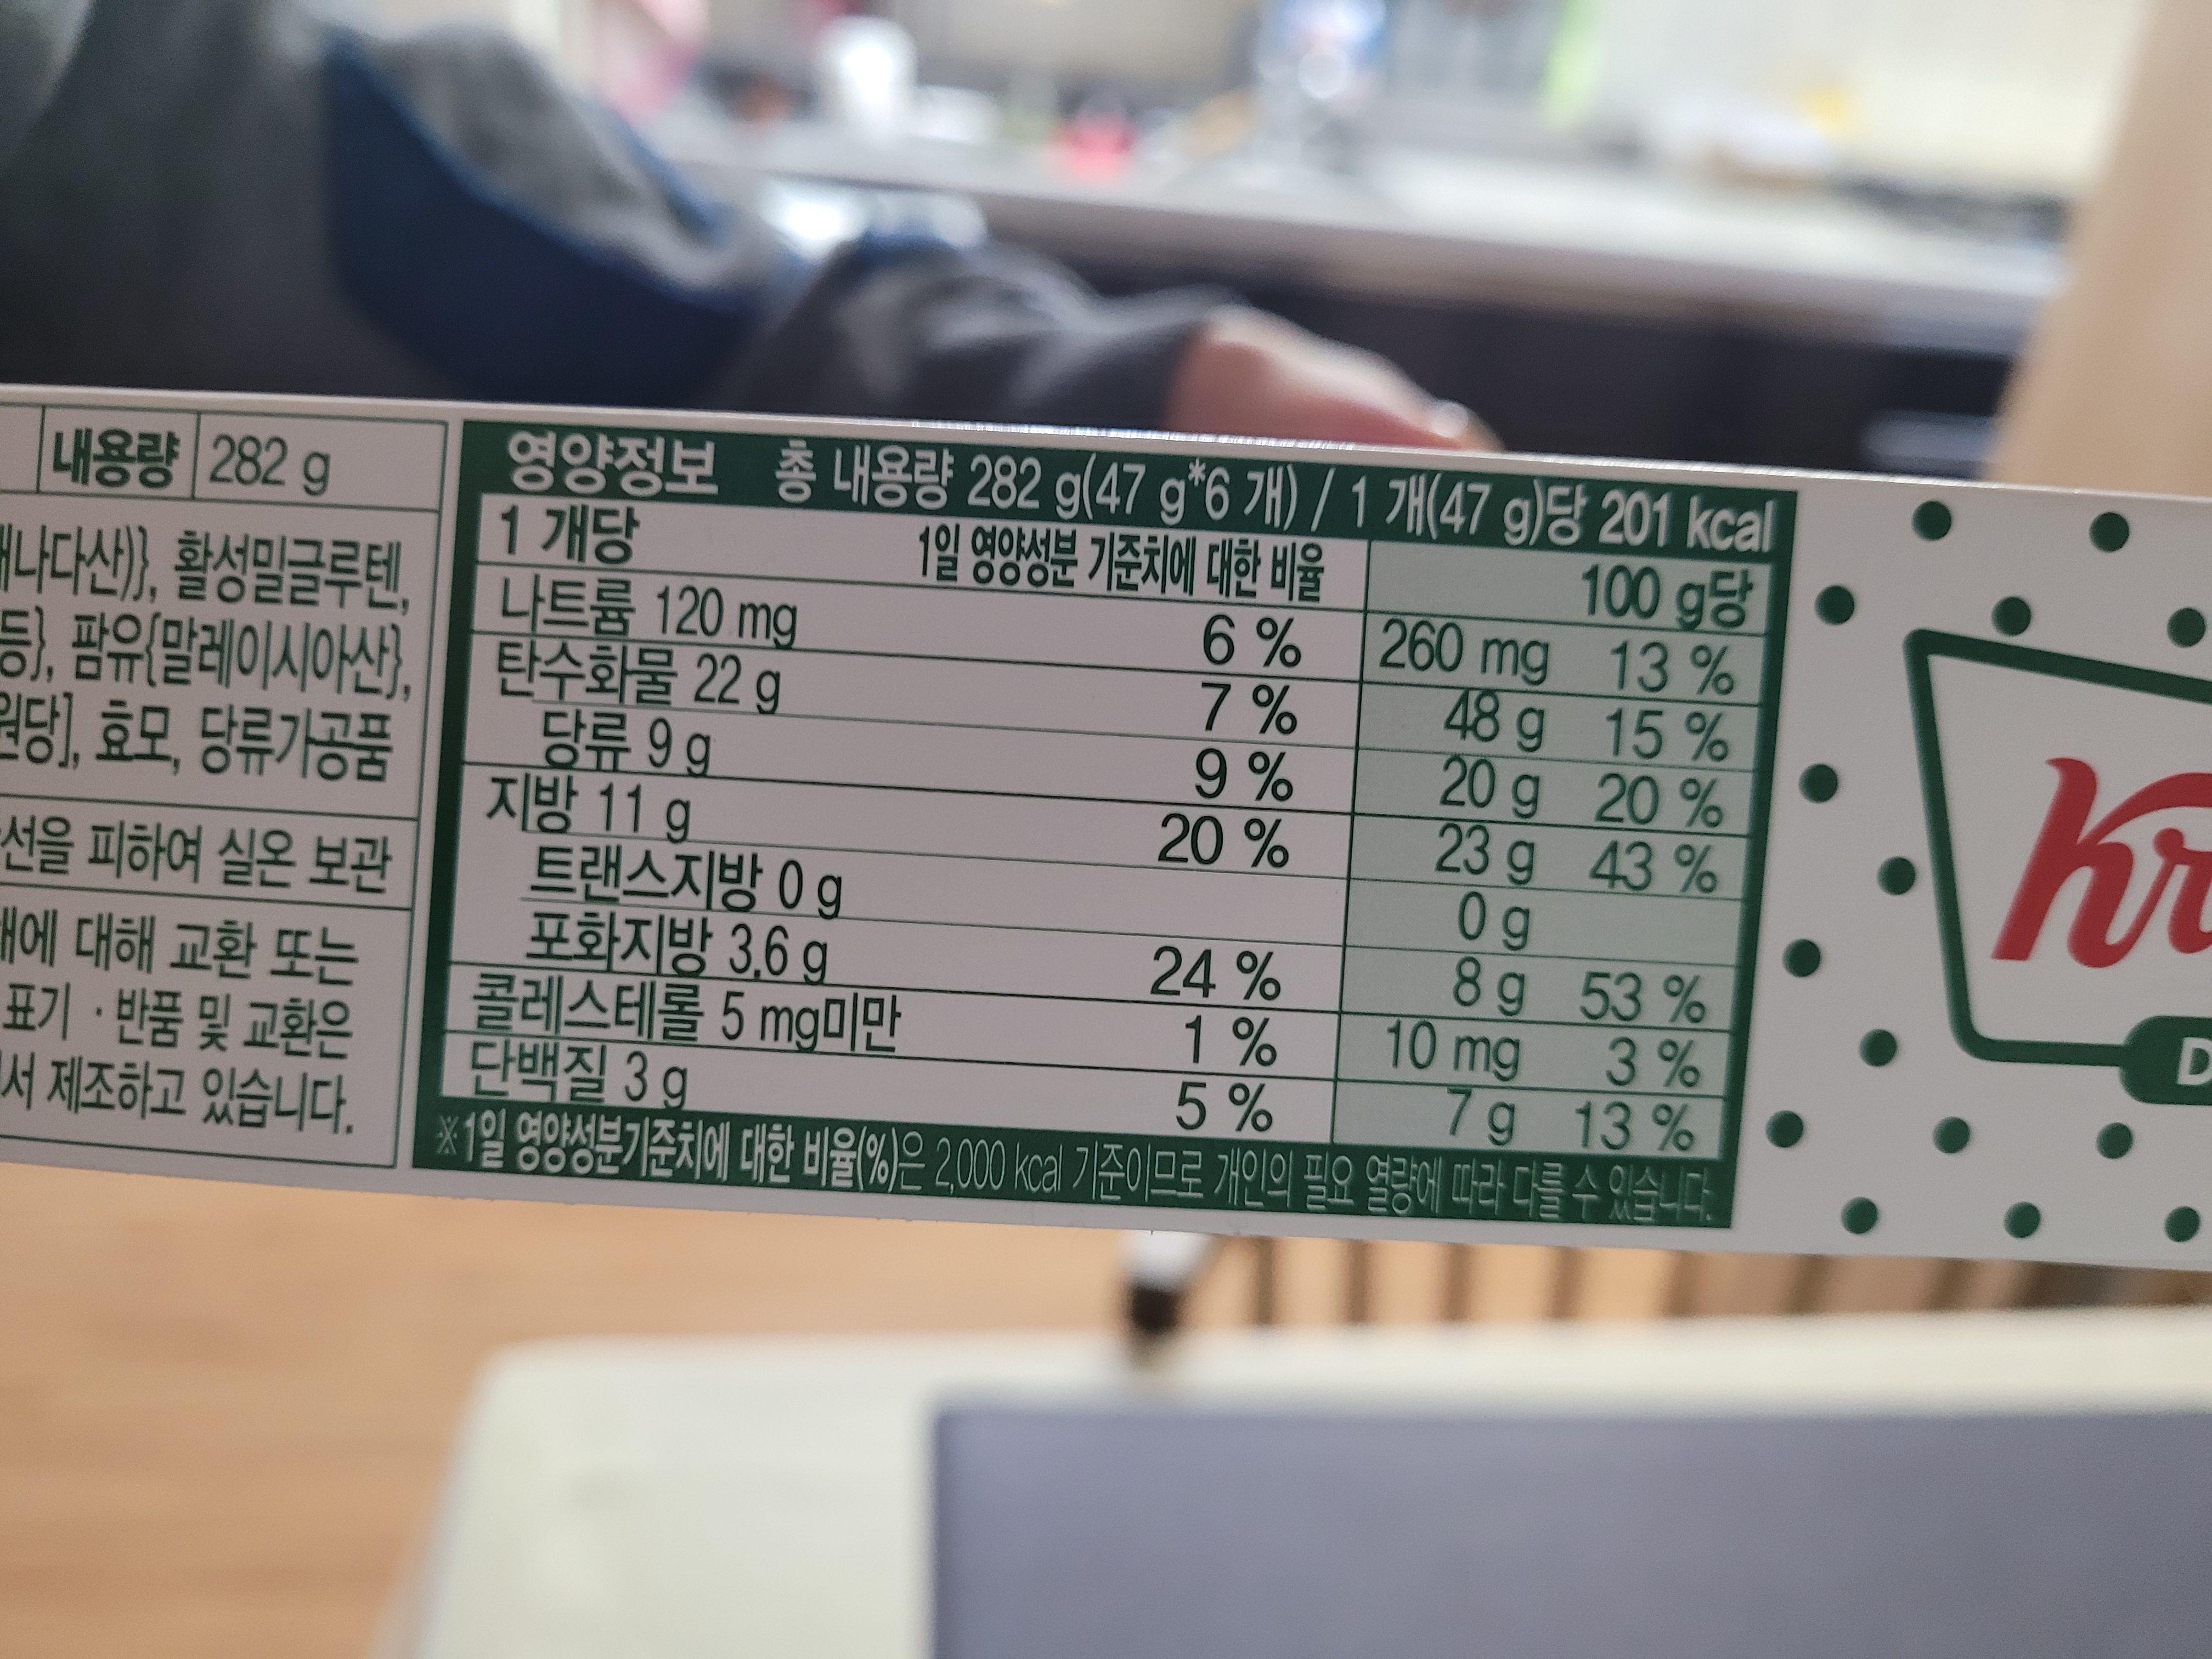 내용량 282 g
캐나다산)}, 활성밀글루텐,
등}, 팜유{말레이시아산},
원당], 효모, 당류가공품
선을 피하여 실온 보관
대해 교환 또는
표기 · 반품 및 교환은
서 제조하고 있습니다.
영양정보 총 내용량 282 g(47 g*6 개) / 1 개(47 g)당 201 kcal
1 개당 1일 영양성분 기준치에 대한 비율 100 g당
나트륨 120 mg 6 % 260 mg 13 %
탄수화물 22 g 7 % 48 g 15 %
당류 9 g 9 % 20 g 20 %
지방 11 g 20 % 23 g 43 %
트랜스지방 0 g 0 g
포화지방 3.6 g 24 % 8 g 53 %
콜레스테롤 5 mg미만 1 % 10 mg 3 %
단백질 3 g 5 % 7 g 13 %
※1일 영양성분기준치에 대한 비율(%)은 2,000 kcal 기준이므로 개인의 필요 열량에 따라 다를 수 있습니다.
Kr
D